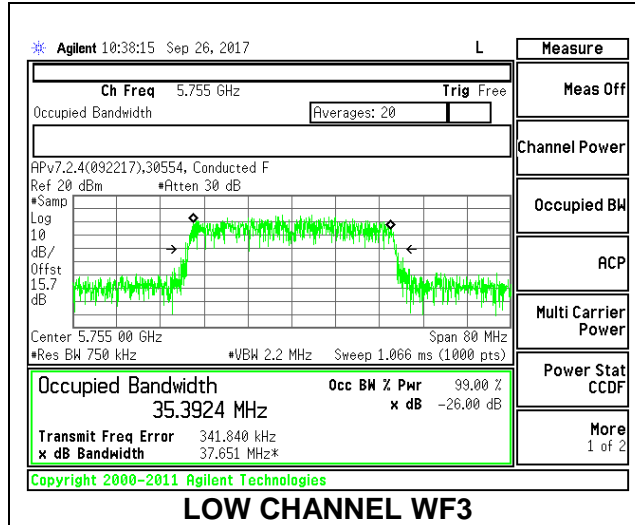 Agilent 10:38:15 Sep 26, 2017 L
Measure
Ch Freq 5.755 GHz Trig Free
Meas Off
Occupied Bandwidth Averages: 20
Channel Power
APv7.2.4(092217),30554, Conducted F
Ref 20 dBm #Atten 30 dB
#Samp
Log
10
dB/
Offst
15.7
dB
Occupied BW
ACP
Center 5.755 00 GHz Span 80 MHz
#Res BW 750 kHz #VBW 2.2 MHz Sweep 1.066 ms (1000 pts)
Multi Carrier
Power
Occupied Bandwidth Occ BW % Pwr 99.00 %
35.3924 MHz x dB -26.00 dB
Power Stat
CCDF
Transmit Freq Error 341.840 kHz
x dB Bandwidth 37.651 MHz*
More
1 of 2
Copyright 2000-2011 Agilent Technologies
LOW CHANNEL WF3